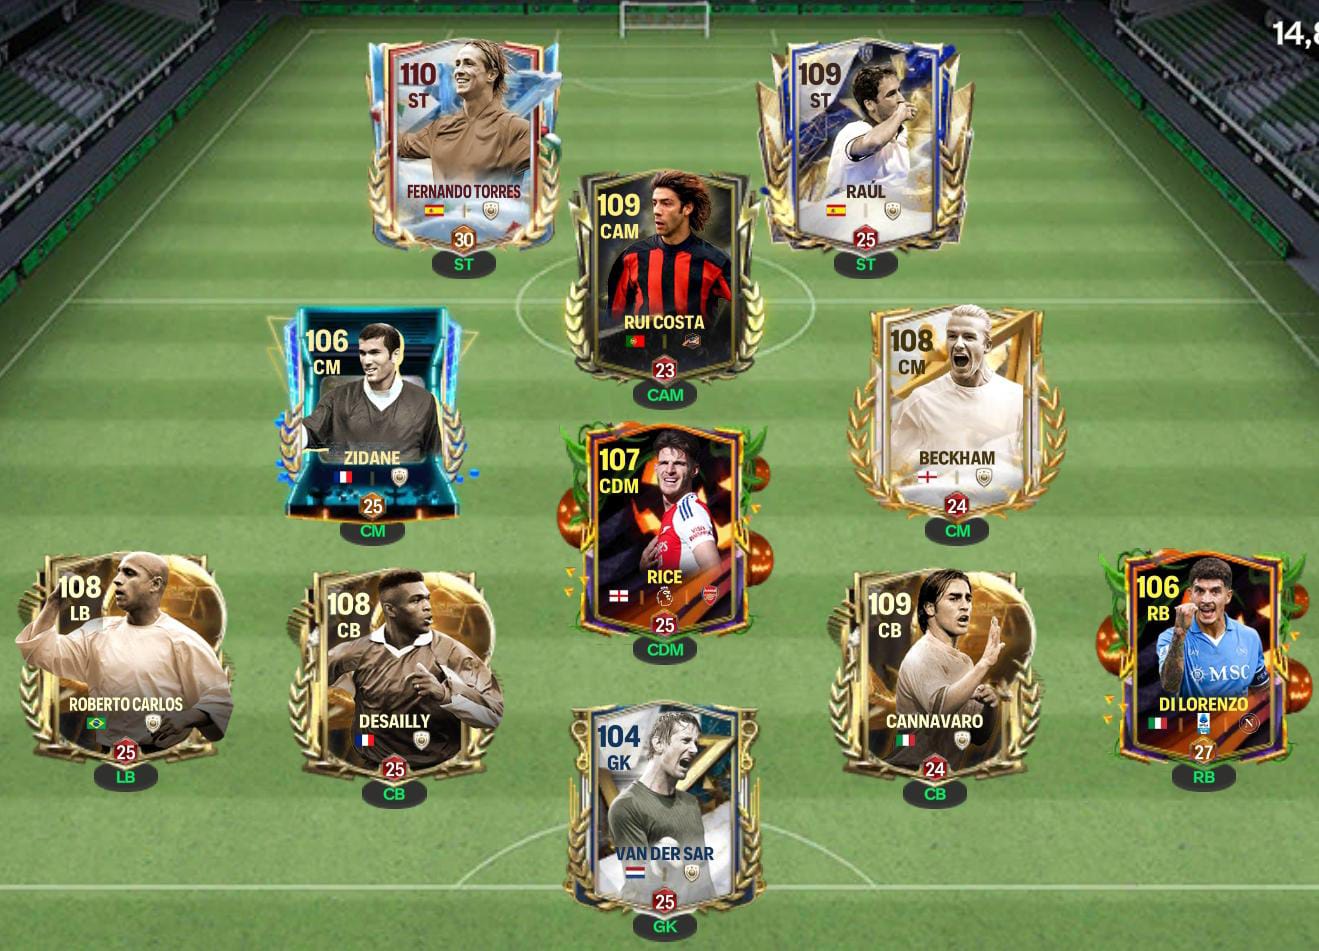 14,8
110
ST
FERNANDO TORRES
30
ST
109
ST
RAÚL
25
ST
109
CAM
RUI COSTA
23
CAM
106
CM
ZIDANE
25
CM
108
CM
BECKHAM
24
CM
107
CDM
RICE
25
CDM
108
LB
ROBERTO CARLOS
25
LB
108
CB
DESAILLY
25
CB
109
CB
CANNAVARO
24
CB
106
RB
MSC
DI LORENZO
N
27
RB
104
GK
VAN DER SAR
25
GK